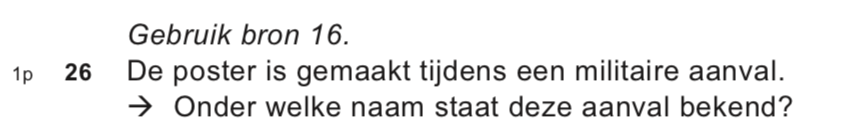 Gebruik bron 16.
1p 26 De poster is gemaakt tijdens een militaire aanval.
→ Onder welke naam staat deze aanval bekend?